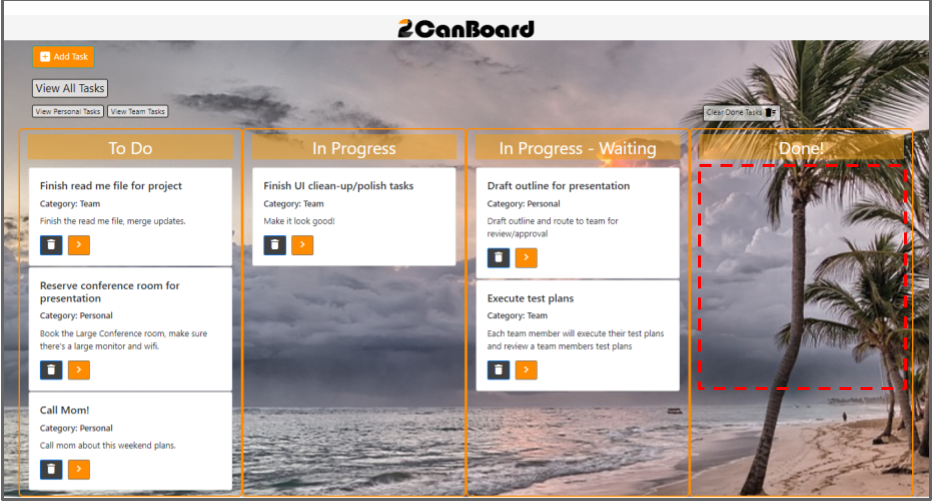 2CanBoard
Add Task
View All Tasks
View Personal Tasks View Team Tasks
Clear Done Tasks
To Do
Finish read me file for project
Category: Team
Finish the read me file, merge updates.
Reserve conference room for
presentation
Category: Personal
Book the Large Conference room, make sure
there's a large monitor and wifi.
Call Mom!
Category: Personal
Call mom about this weekend plans.
In Progress
Finish UI cliean-up/polish tasks
Category: Team
Make it look good!
In Progress - Waiting
Draft outline for presentation
Category: Personal
Draft outline and route to team for
review/approval
Execute test plans
Category: Team
Each team member will execute their test plans
and review a team members test plans
Done!